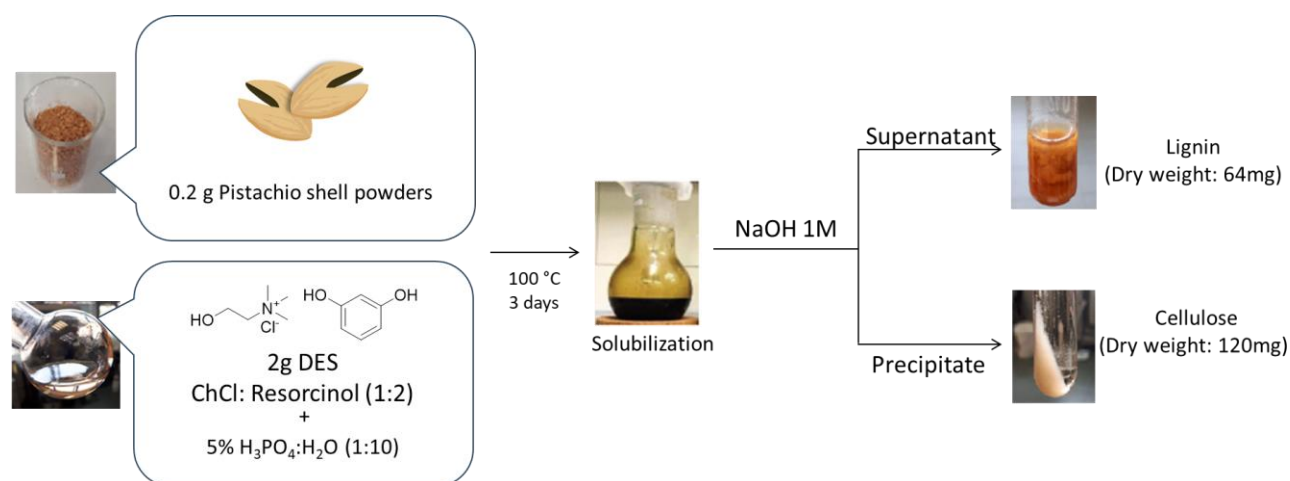 0.2 g Pistachio shell powders
HO
N+
Cl-
HO
OH
2g DES
ChCl: Resorcinol (1:2)
+
5% H₃PO₄:H₂O (1:10)
100 °C
3 days
Solubilization
NaOH 1M
Supernatant
Lignin
(Dry weight: 64mg)
Precipitate
Cellulose
(Dry weight: 120mg)